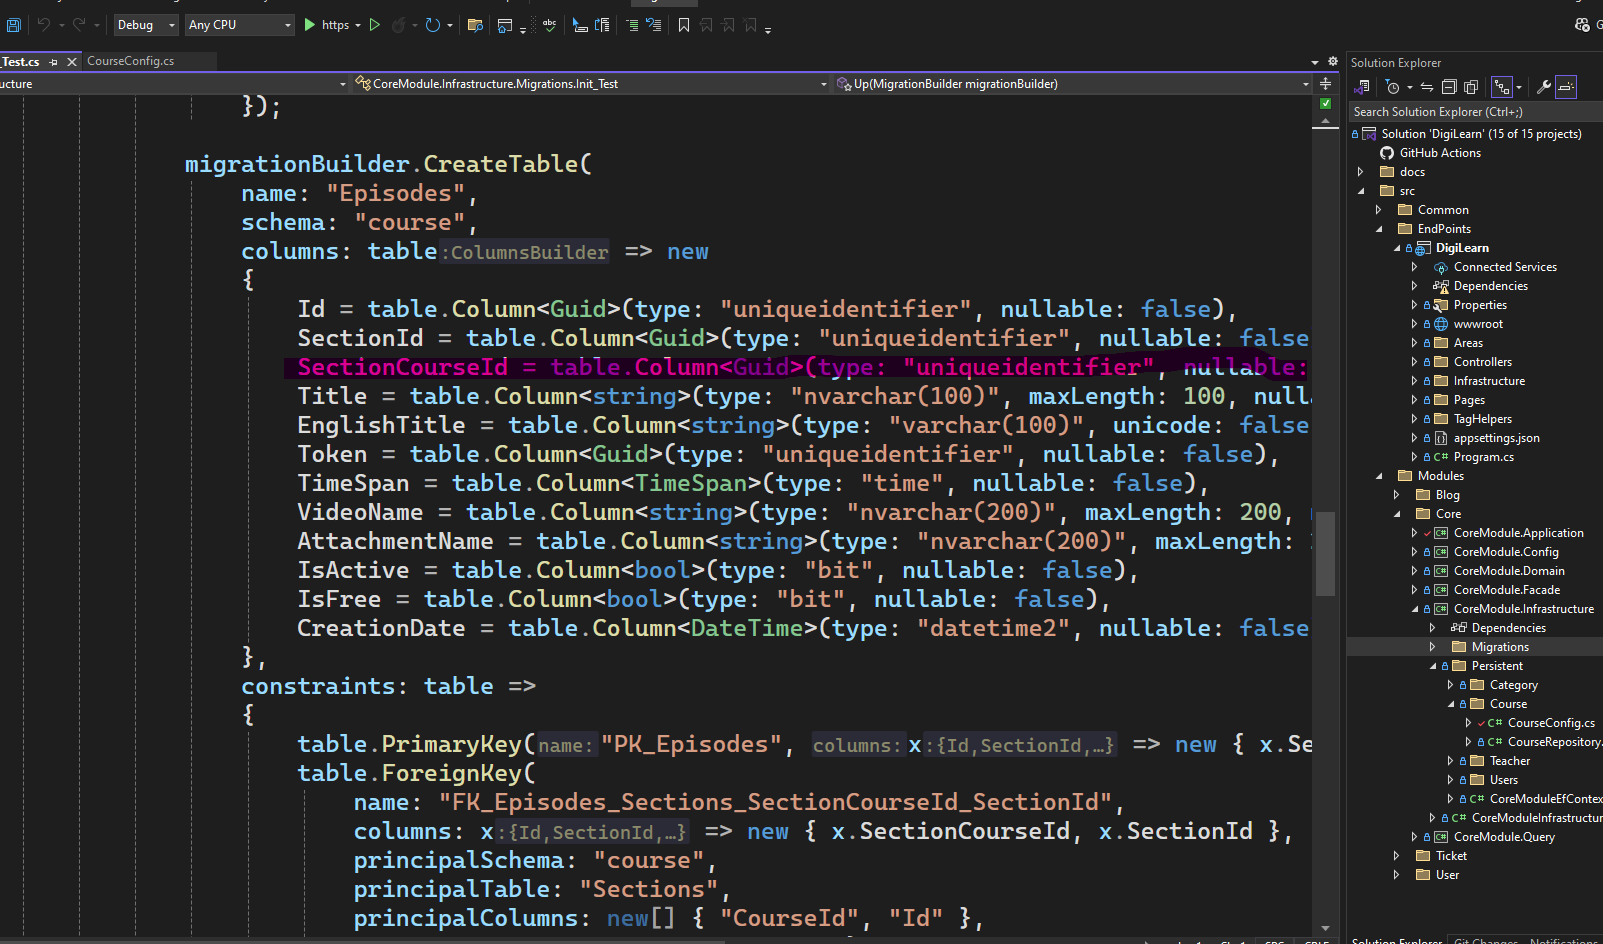 Debug
Any CPU
https
_Test.cs
CourseConfig.cs
CoreModule.Infrastructure.Migrations.Init_Test
Up(MigrationBuilder migrationBuilder)
});
migrationBuilder.CreateTable(
name: "Episodes",
schema: "course",
columns: table:ColumnsBuilder => new
{
Id = table.Column<Guid>(type: "uniqueidentifier", nullable: false),
SectionId = table.Column<Guid>(type: "uniqueidentifier", nullable: false
SectionCourseId = table.Column<Guid>(type: "uniqueidentifier", nullable:
Title = table.Column<string>(type: "nvarchar(100)", maxLength: 100, null
EnglishTitle = table.Column<string>(type: "varchar(100)", unicode: false
Token = table.Column<Guid>(type: "uniqueidentifier", nullable: false),
TimeSpan = table.Column<TimeSpan>(type: "time", nullable: false),
VideoName = table.Column<string>(type: "nvarchar(200)", maxLength: 200,
AttachmentName = table.Column<string>(type: "nvarchar(200)", maxLength:
IsActive = table.Column<bool>(type: "bit", nullable: false),
IsFree = table.Column<bool>(type: "bit", nullable: false),
CreationDate = table.Column<DateTime>(type: "datetime2", nullable: false
},
constraints: table =>
{
table.PrimaryKey(name:"PK_Episodes", columns:x:{Id,SectionId,…} => new { x.Se
table.ForeignKey(
name: "FK_Episodes_Sections_SectionCourseId_SectionId",
columns: x:{Id,SectionId,…} => new { x.SectionCourseId, x.SectionId },
principalSchema: "course",
principalTable: "Sections",
principalColumns: new[] { "CourseId", "Id" },
Solution Explorer
Search Solution Explorer (Ctrl+;)
Solution 'DigiLearn' (15 of 15 projects)
GitHub Actions
docs
src
Common
EndPoints
DigiLearn
Connected Services
Dependencies
Properties
wwwroot
Areas
Controllers
Infrastructure
Pages
TagHelpers
appsettings.json
Program.cs
Modules
Blog
Core
CoreModule.Application
CoreModule.Config
CoreModule.Domain
CoreModule.Facade
CoreModule.Infrastructure
Dependencies
Migrations
Persistent
Category
Course
CourseConfig.cs
CourseRepository.
Teacher
Users
CoreModuleEfContex
CoreModuleInfrastructur
CoreModule.Query
Ticket
User
Solution Explorer
Git Changes
Notifications